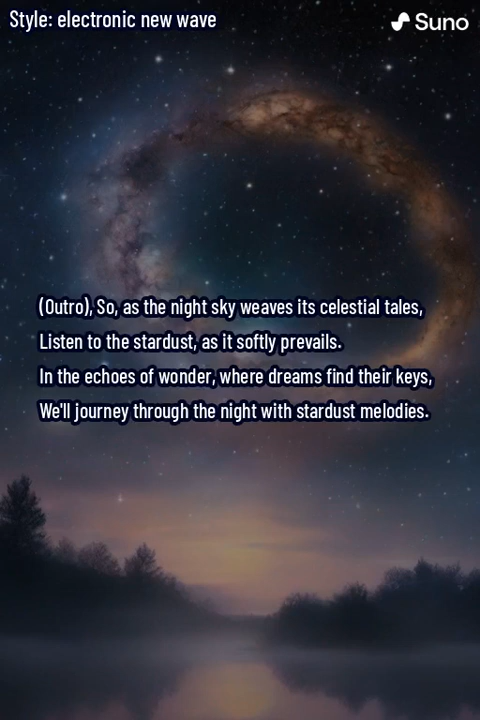 Style: electronic new wave
Suno
(Outro), So, as the night sky weaves its celestial tales,
Listen to the stardust, as it softly prevails.
In the echoes of wonder, where dreams find their keys,
We'll journey through the night with stardust melodies.